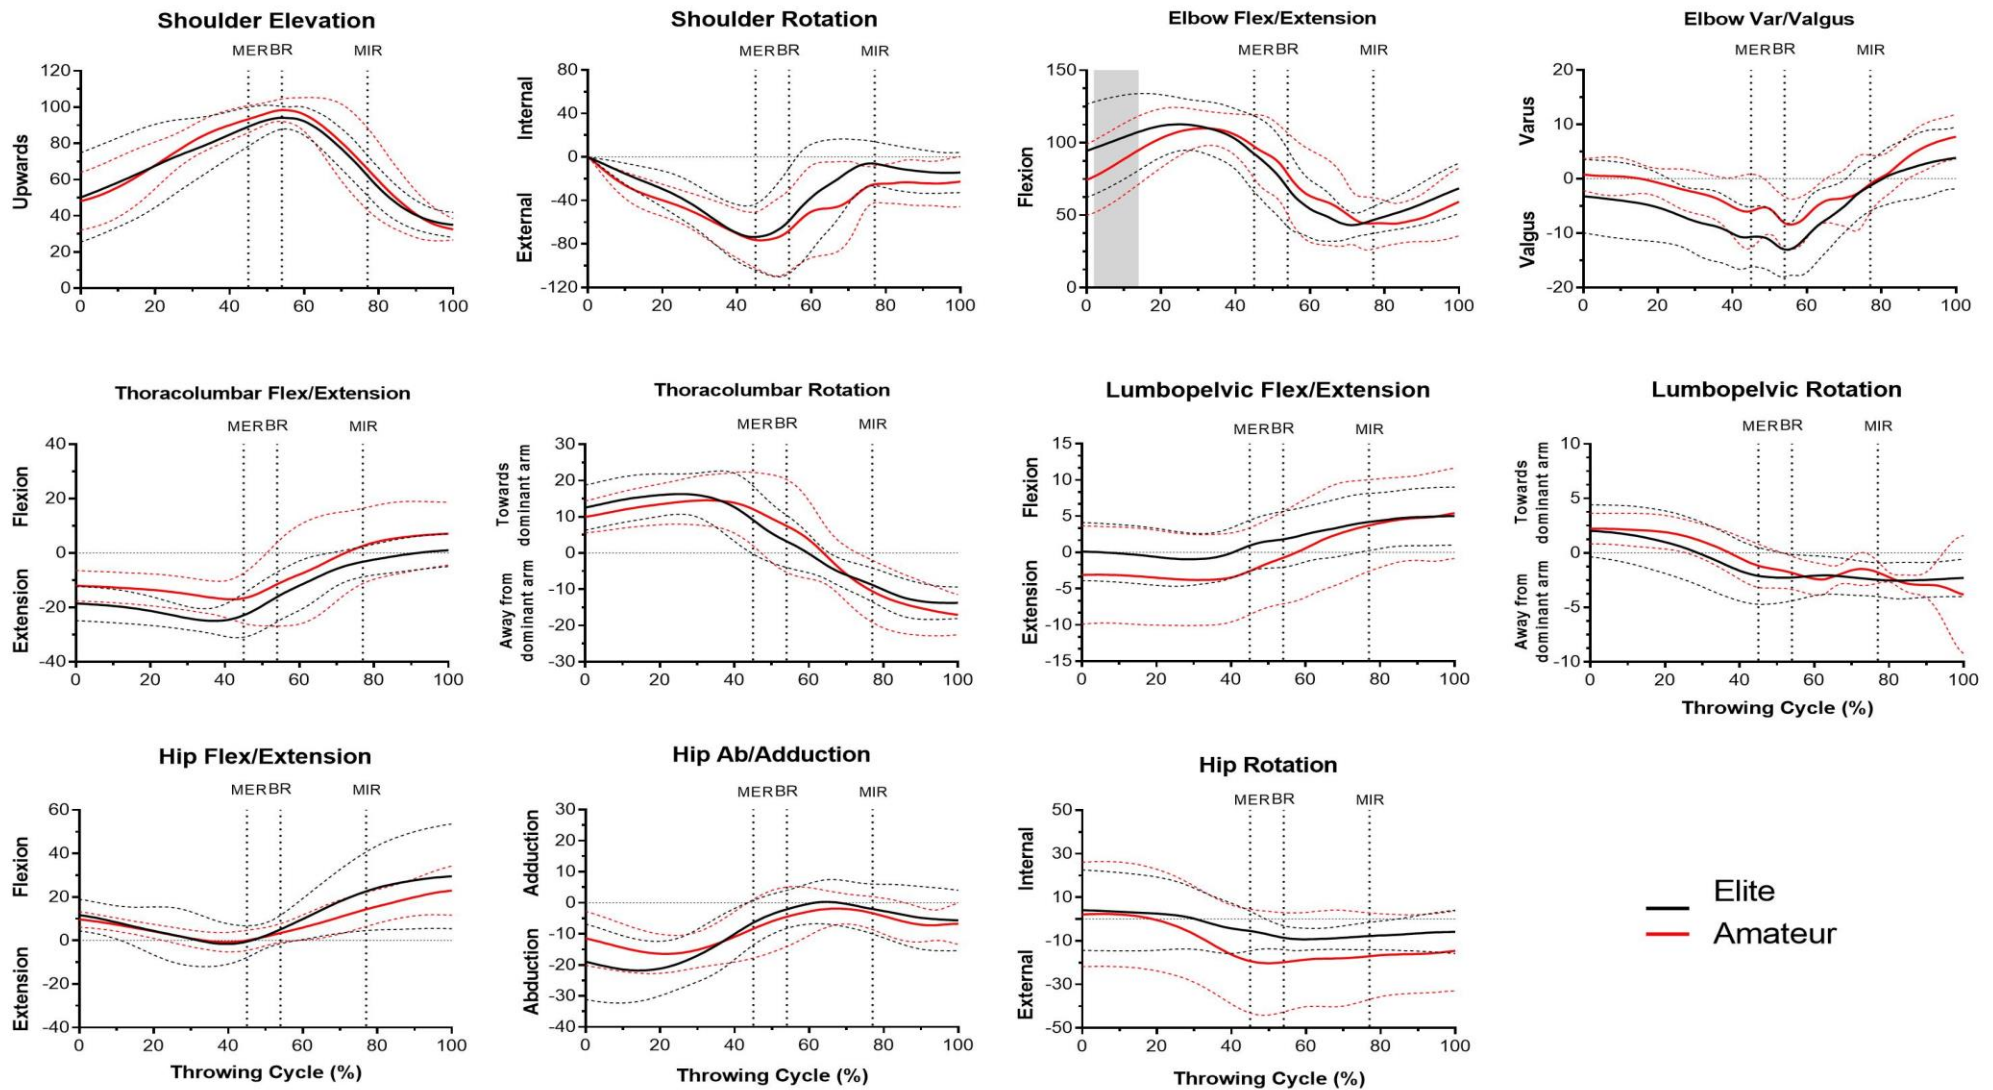 Shoulder Elevation
MER BR MIR
Upwards
120
100
80
60
40
20
0
0 20 40 60 80 100
Shoulder Rotation
MER BR MIR
Internal
External
80
40
0
-40
-80
-120
0 20 40 60 80 100
Elbow Flex/Extension
MER BR MIR
Flexion
150
100
50
0
0 20 40 60 80 100
Elbow Var/Valgus
MER BR MIR
Varus
Valgus
20
10
0
-10
-20
0 20 40 60 80 100
Thoracolumbar Flex/Extension
MER BR MIR
Flexion
Extension
40
20
0
-20
-40
0 20 40 60 80 100
Thoracolumbar Rotation
MER BR MIR
Towards
dominant arm
Away from
dominant arm
30
20
10
0
-10
-20
-30
0 20 40 60 80 100
Lumbopelvic Flex/Extension
MER BR MIR
Flexion
Extension
15
10
5
0
-5
-10
-15
0 20 40 60 80 100
Lumbopelvic Rotation
MER BR MIR
Towards
dominant arm
Away from
dominant arm
10
5
0
-5
-10
0 20 40 60 80 100
Throwing Cycle (%)
Hip Flex/Extension
MER BR MIR
Flexion
Extension
60
40
20
0
-20
-40
0 20 40 60 80 100
Throwing Cycle (%)
Hip Ab/Adduction
MER BR MIR
Adduction
Abduction
30
20
10
0
-10
-20
-30
-40
0 20 40 60 80 100
Throwing Cycle (%)
Hip Rotation
MER BR MIR
Internal
External
50
30
10
-10
-30
-50
0 20 40 60 80 100
Throwing Cycle (%)
Elite
Amateur